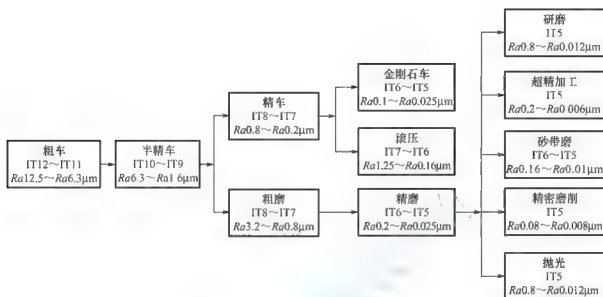 粗车
IT12～IT11
Ra12.5～Ra6.3μm
半精车
IT10～IT9
Ra6.3～Ra1.6μm
精车
IT8～IT7
Ra0.8～Ra0.2μm
粗磨
IT8～IT7
Ra3.2～Ra0.8μm
金刚石车
IT6～IT5
Ra0.1～Ra0.025μm
滚压
IT7～IT6
Ra1.25～Ra0.16μm
精磨
IT6～IT5
Ra0.2～Ra0.025μm
研磨
IT5
Ra0.8～Ra0.012μm
超精加工
IT5
Ra0.2～Ra0.006μm
砂带磨
IT6～IT5
Ra0.16～Ra0.01μm
精密磨削
IT5
Ra0.08～Ra0.008μm
抛光
IT5
Ra0.8～Ra0.012μm